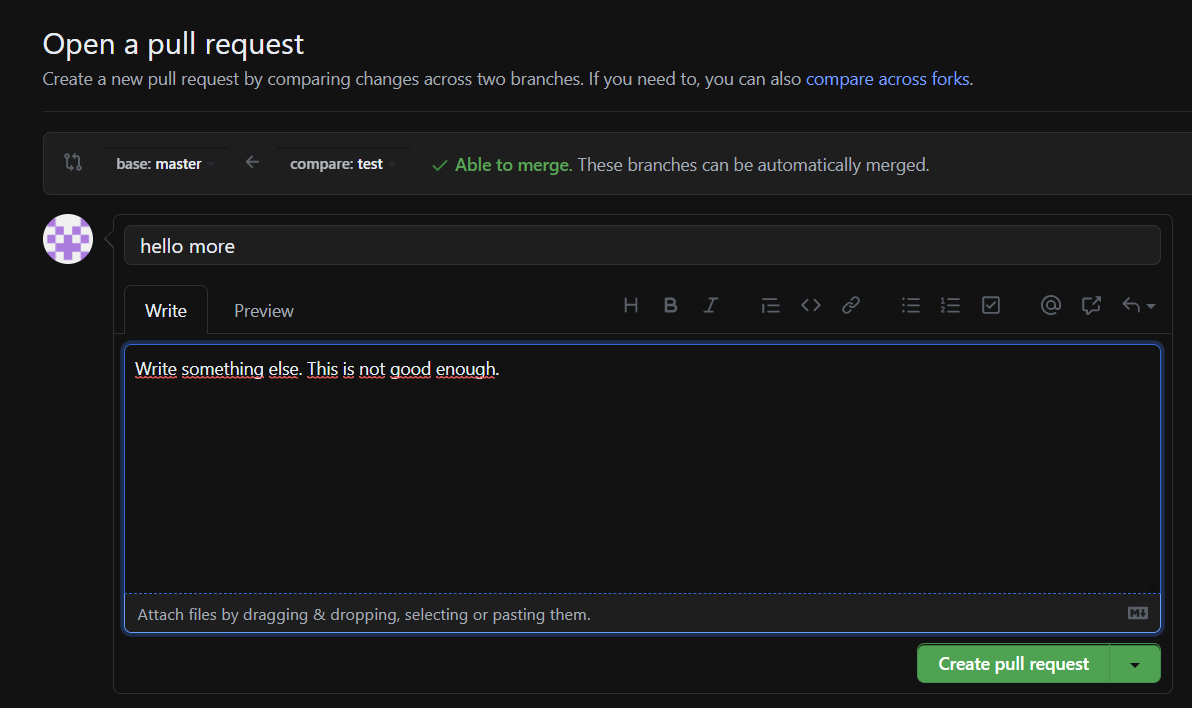 Open a pull request
Create a new pull request by comparing changes across two branches. If you need to, you can also compare across forks.
base: master
compare: test
Able to merge. These branches can be automatically merged.
hello more
Write
Preview
Write something else. This is not good enough.
Attach files by dragging & dropping, selecting or pasting them.
Create pull request